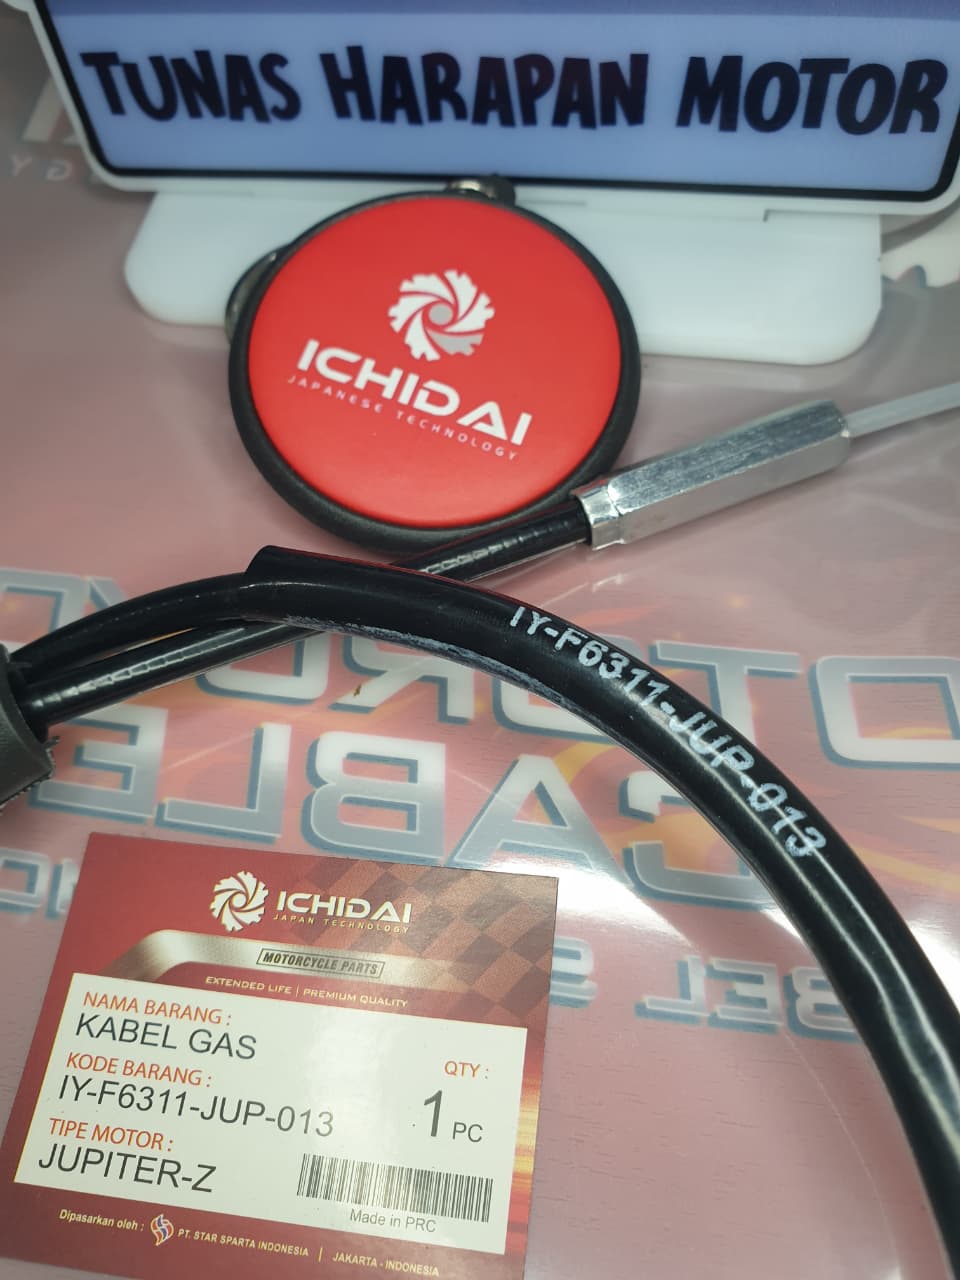 TUNAS HARAPAN MOTOR
ICHIDAI
JAPANESE TECHNOLOGY
IY-F6311-JUP-013
CABLE
ICHIDAI
JAPAN TECHNOLOGY
MOTORCYCLE PARTS
EXTENDED LIFE | PREMIUM QUALITY
NAMA BARANG :
KABEL GAS
KODE BARANG :
IY-F6311-JUP-013
TIPE MOTOR :
JUPITER-Z
QTY :
1 PC
Made in PRC
Dipasarkan oleh : PT. STAR SPARTA INDONESIA | JAKARTA - INDONESIA